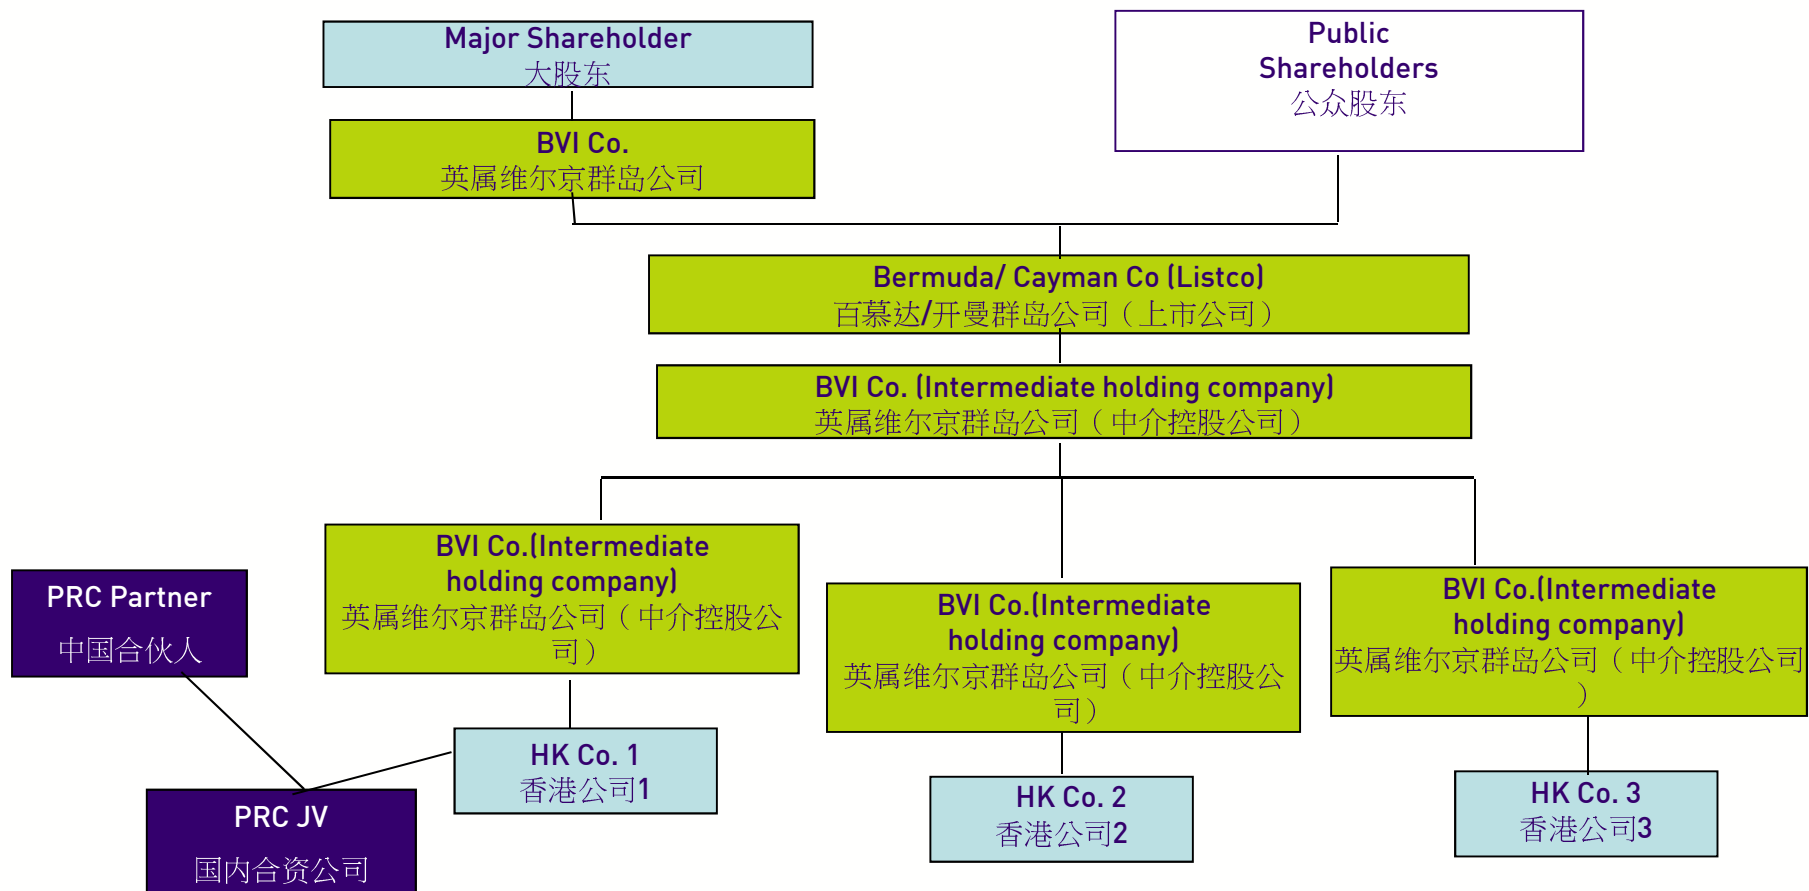 Major Shareholder
大股东
Public
Shareholders
公众股东
BVI Co.
英属维尔京群岛公司
Bermuda/ Cayman Co (Listco)
百慕达/开曼群岛公司（上市公司）
BVI Co. (Intermediate holding company)
英属维尔京群岛公司（中介控股公司）
BVI Co.(Intermediate
holding company)
英属维尔京群岛公司（中介控股公
司）
BVI Co.(Intermediate
holding company)
英属维尔京群岛公司（中介控股公
司）
BVI Co.(Intermediate
holding company)
英属维尔京群岛公司（中介控股公司
）
PRC Partner
中国合伙人
HK Co. 1
香港公司1
HK Co. 2
香港公司2
HK Co. 3
香港公司3
PRC JV
国内合资公司